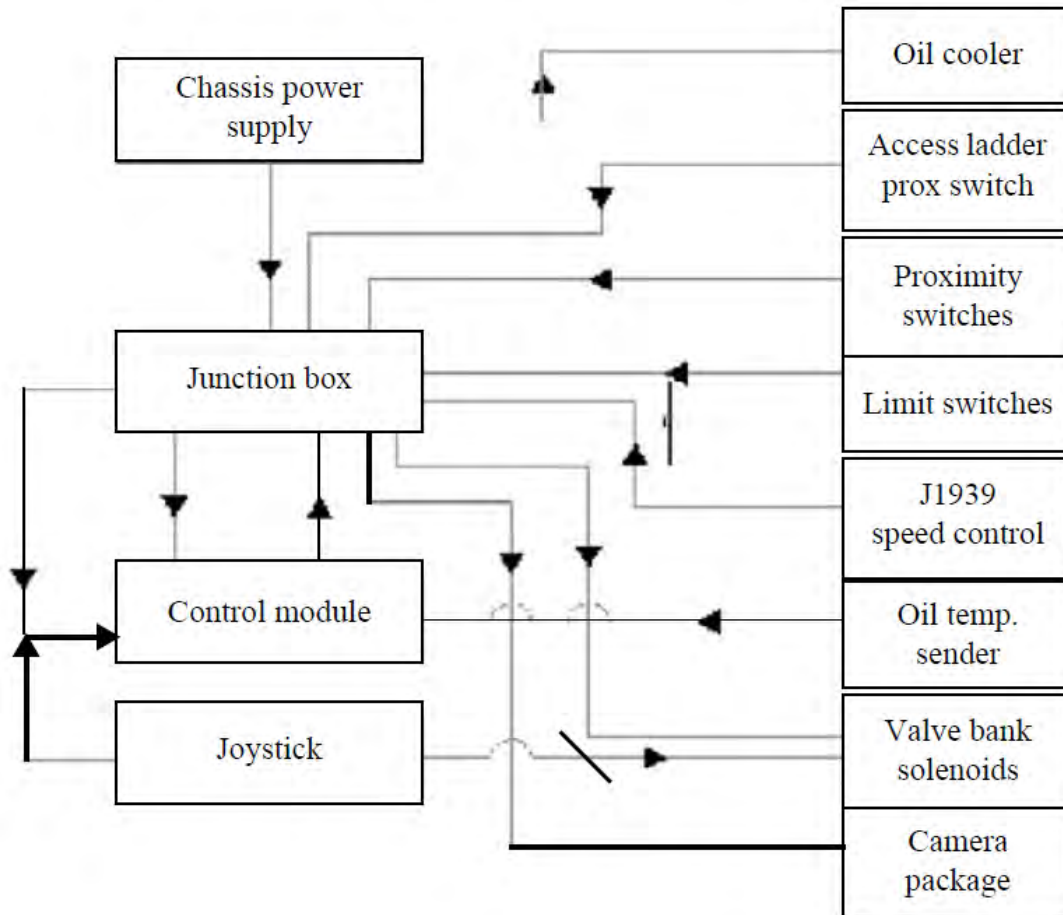 Oil cooler
Chassis power
supply
Access ladder
prox switch
Proximity
switches
Junction box
Limit switches
J1939
speed control
Control module
Oil temp.
sender
Joystick
Valve bank
solenoids
Camera
package